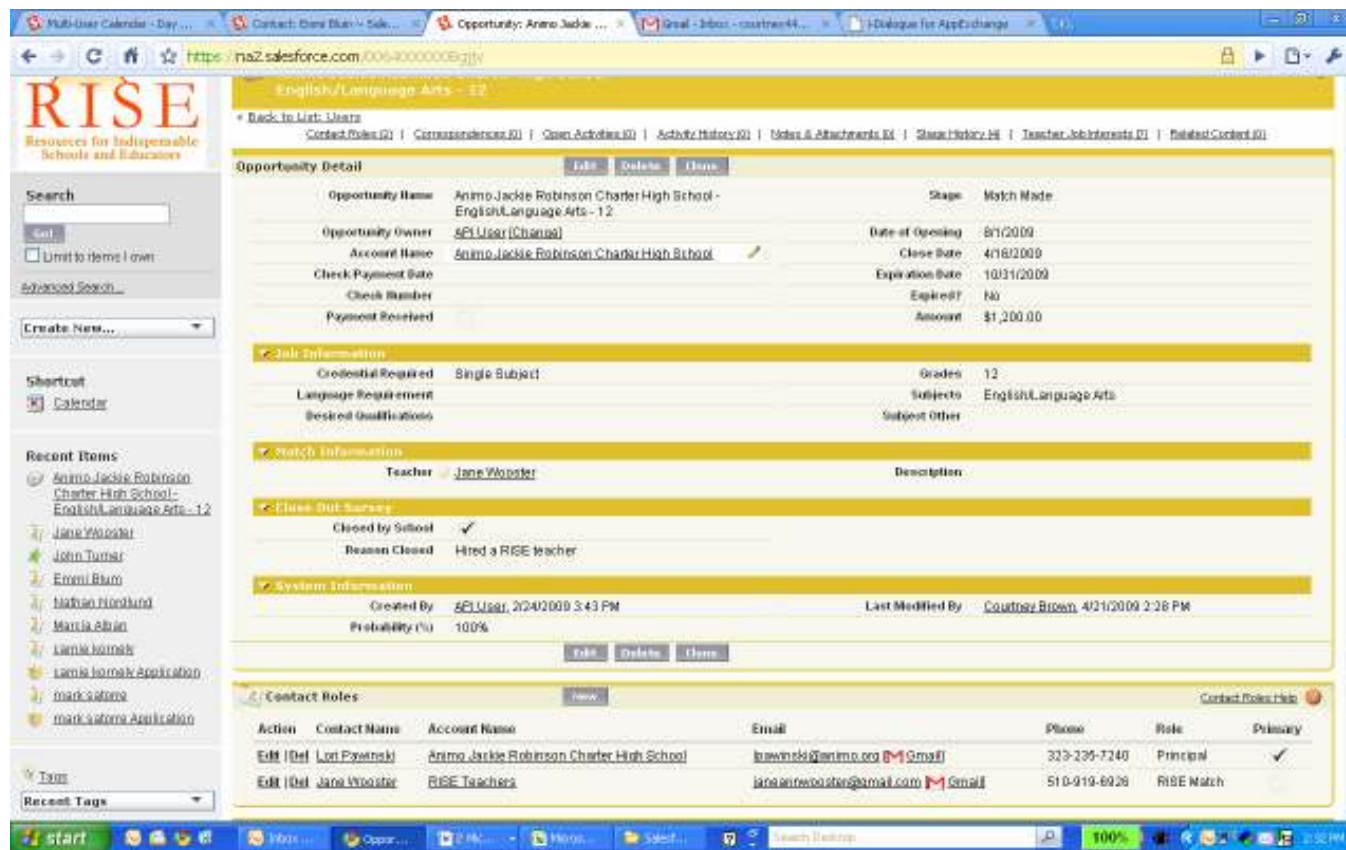 Multi-User Calendar - Day ...
Contact: Emmi Blum ~ Sale...
Opportunity: Animo Jackie ...
Gmail - Inbox - courtney44...
I-Dialogue for AppExchange
https://na2.salesforce.com/
RISE
Resources for Indispensable
Schools and Educators
English/Language Arts - 12
« Back to List: Users
Contact Roles [2] | Correspondences [0] | Open Activities [0] | Activity History [0] | Notes & Attachments [0] | Stage History [4] | Teacher Job Interests [7] | Related Content [0]
Opportunity Detail Edit Delete Clone
Opportunity Name Animo Jackie Robinson Charter High School -
English/Language Arts - 12
Stage Match Made
Opportunity Owner API User [Change] Date of Opening 8/1/2009
Account Name Animo Jackie Robinson Charter High School Close Date 4/16/2009
Check Payment Date Expiration Date 10/31/2009
Check Number Expired? No
Payment Received Amount $1,200.00
Job Information
Credential Required Single Subject Grades 12
Language Requirement Subjects English/Language Arts
Desired Qualifications Subject Other
Match Information
Teacher Jane Wooster Description
Close Out Survey
Closed by School
Reason Closed Hired a RISE teacher
System Information
Created By API User, 2/24/2009 3:43 PM Last Modified By Courtney Brown, 4/21/2009 2:28 PM
Probability (%) 100%
Edit Delete Clone
Contact Roles New Contact Roles Help
Action Contact Name Account Name Email Phone Role Primary
Edit | Del Lori Pawinski Animo Jackie Robinson Charter High School lpawinski@animo.org [Gmail] 323-235-7240 Principal
Edit | Del Jane Wooster RISE Teachers janeannwooster@gmail.com [Gmail] 510-919-6926 RISE Match
Search
Go!
Limit to items I own
Advanced Search...
Create New...
Shortcut
Calendar
Recent Items
Animo Jackie Robinson
Charter High School -
English/Language Arts - 12
Jane Wooster
John Turner
Emmi Blum
Nathan Nordlund
Marcia Alban
Lamie komely
Lamie komely Application
mark satorre
mark satorre Application
Tags
Recent Tags
start
Inbox ...
Oppor...
Salesf...
Search Desktop
100%
2:32 PM